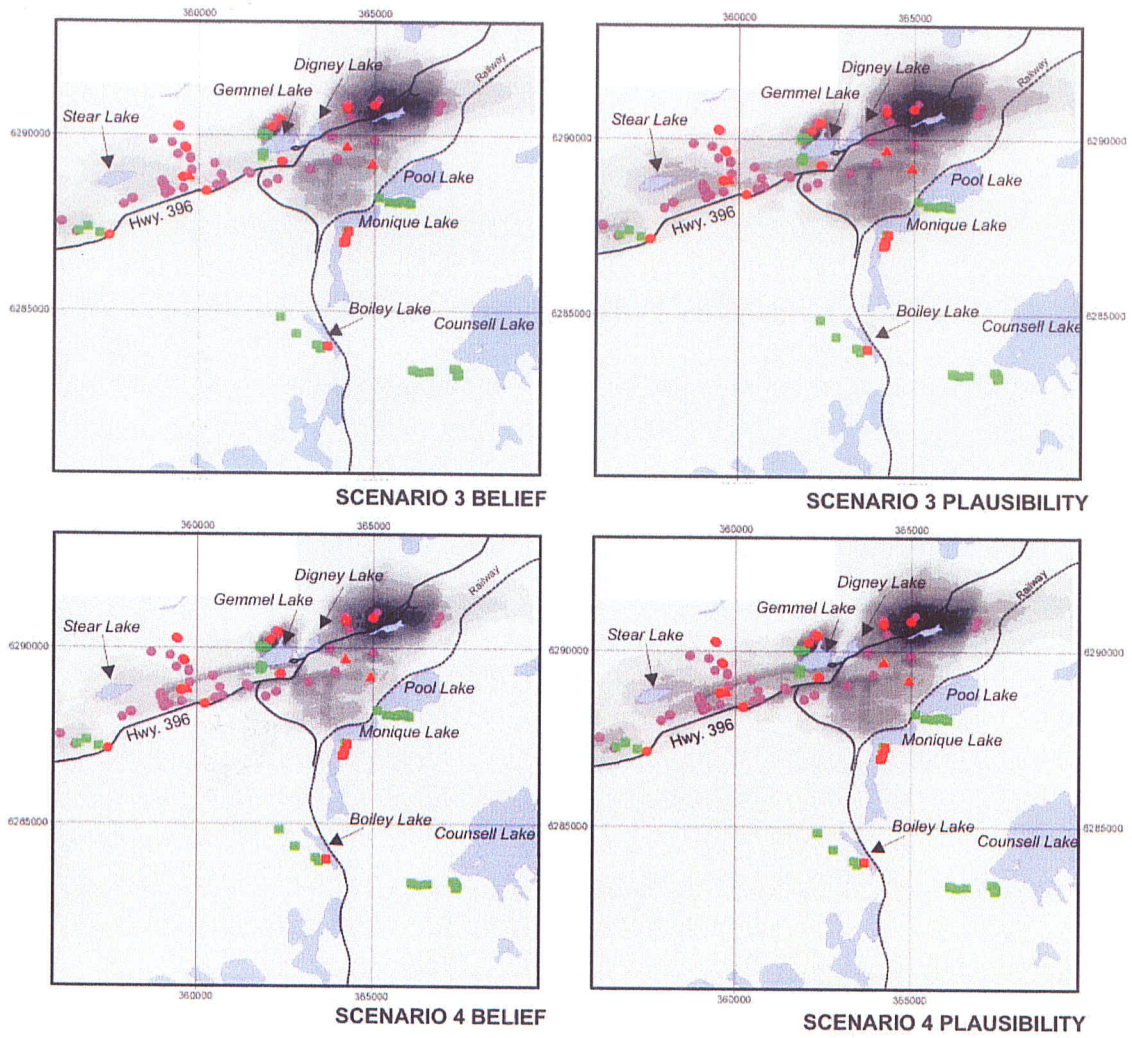 360000
365000
Digney Lake
Gemmel Lake
Railway
Stear Lake
6290000
Pool Lake
Hwy. 396
Monique Lake
6285000
Boiley Lake
Counsell Lake
SCENARIO 3 BELIEF
360000
365000
Digney Lake
Gemmel Lake
Railway
Stear Lake
6290000
6290000
Pool Lake
Hwy. 396
Monique Lake
6285000
6285000
Boiley Lake
Counsell Lake
SCENARIO 3 PLAUSIBILITY
360000
365000
Digney Lake
Gemmel Lake
Railway
Stear Lake
6290000
Pool Lake
Hwy. 396
Monique Lake
6285000
Boiley Lake
Counsell Lake
360000
365000
SCENARIO 4 BELIEF
360000
365000
Digney Lake
Gemmel Lake
Railway
Stear Lake
6290000
6290000
Pool Lake
Hwy. 396
Monique Lake
6285000
6285000
Boiley Lake
Counsell Lake
360000
365000
SCENARIO 4 PLAUSIBILITY